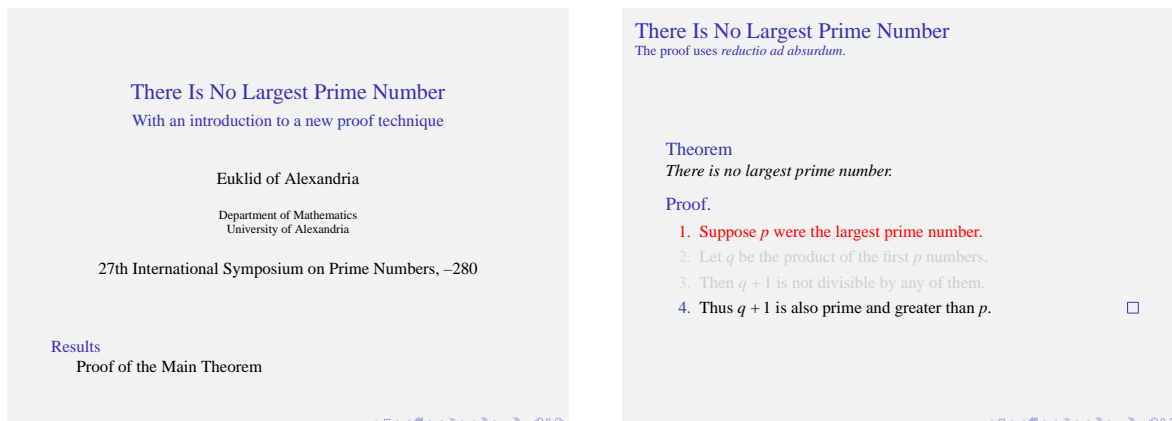 There Is No Largest Prime Number
With an introduction to a new proof technique
Euklid of Alexandria
Department of Mathematics
University of Alexandria
27th International Symposium on Prime Numbers, –280
Results
Proof of the Main Theorem
There Is No Largest Prime Number
The proof uses reductio ad absurdum.
Theorem
There is no largest prime number.
Proof.
1. Suppose p were the largest prime number.
2. Let q be the product of the first p numbers.
3. Then q + 1 is not divisible by any of them.
4. Thus q + 1 is also prime and greater than p.